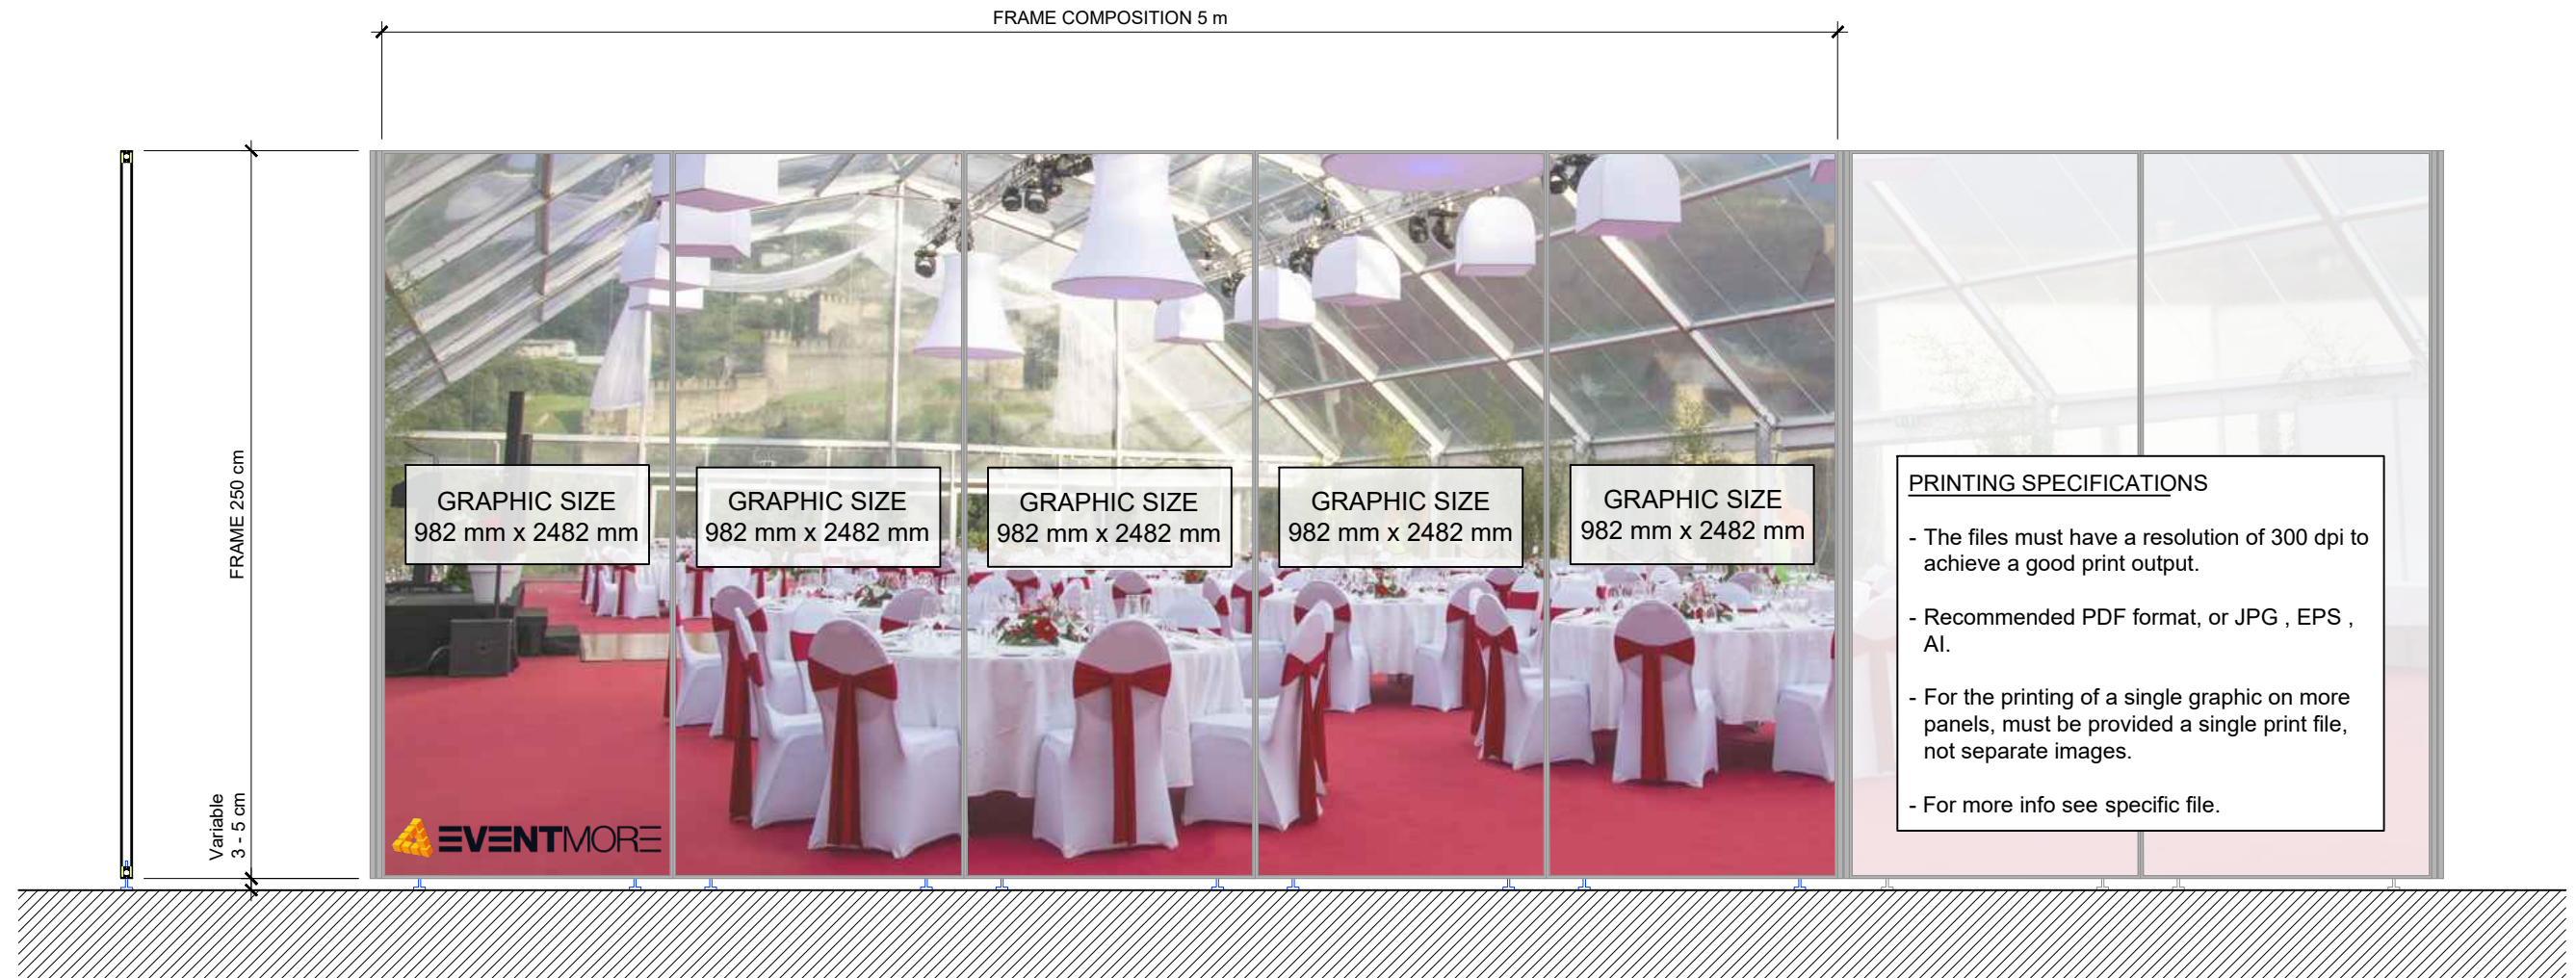 FRAME COMPOSITION 5 m
FRAME 250 cm
Variable
3 - 5 cm
GRAPHIC SIZE
982 mm x 2482 mm
GRAPHIC SIZE
982 mm x 2482 mm
GRAPHIC SIZE
982 mm x 2482 mm
GRAPHIC SIZE
982 mm x 2482 mm
GRAPHIC SIZE
982 mm x 2482 mm
EVENTMORE
PRINTING SPECIFICATIONS
- The files must have a resolution of 300 dpi to
achieve a good print output.
- Recommended PDF format, or JPG , EPS ,
AI.
- For the printing of a single graphic on more
panels, must be provided a single print file,
not separate images.
- For more info see specific file.